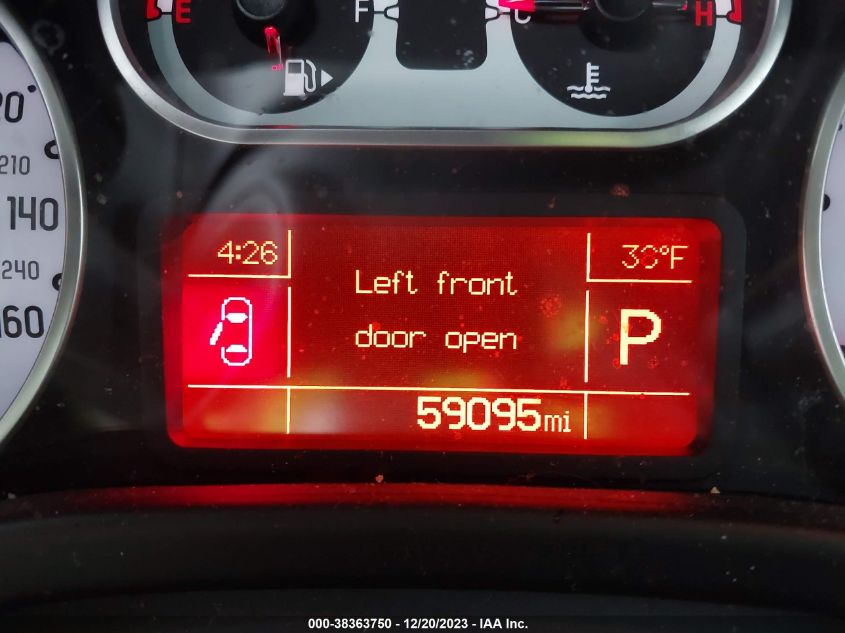 E F C H
20
210
140
240
160
4:26
Left front
door open
°F
P
59095mi
000-38363750 - 12/20/2023 - IAA Inc.